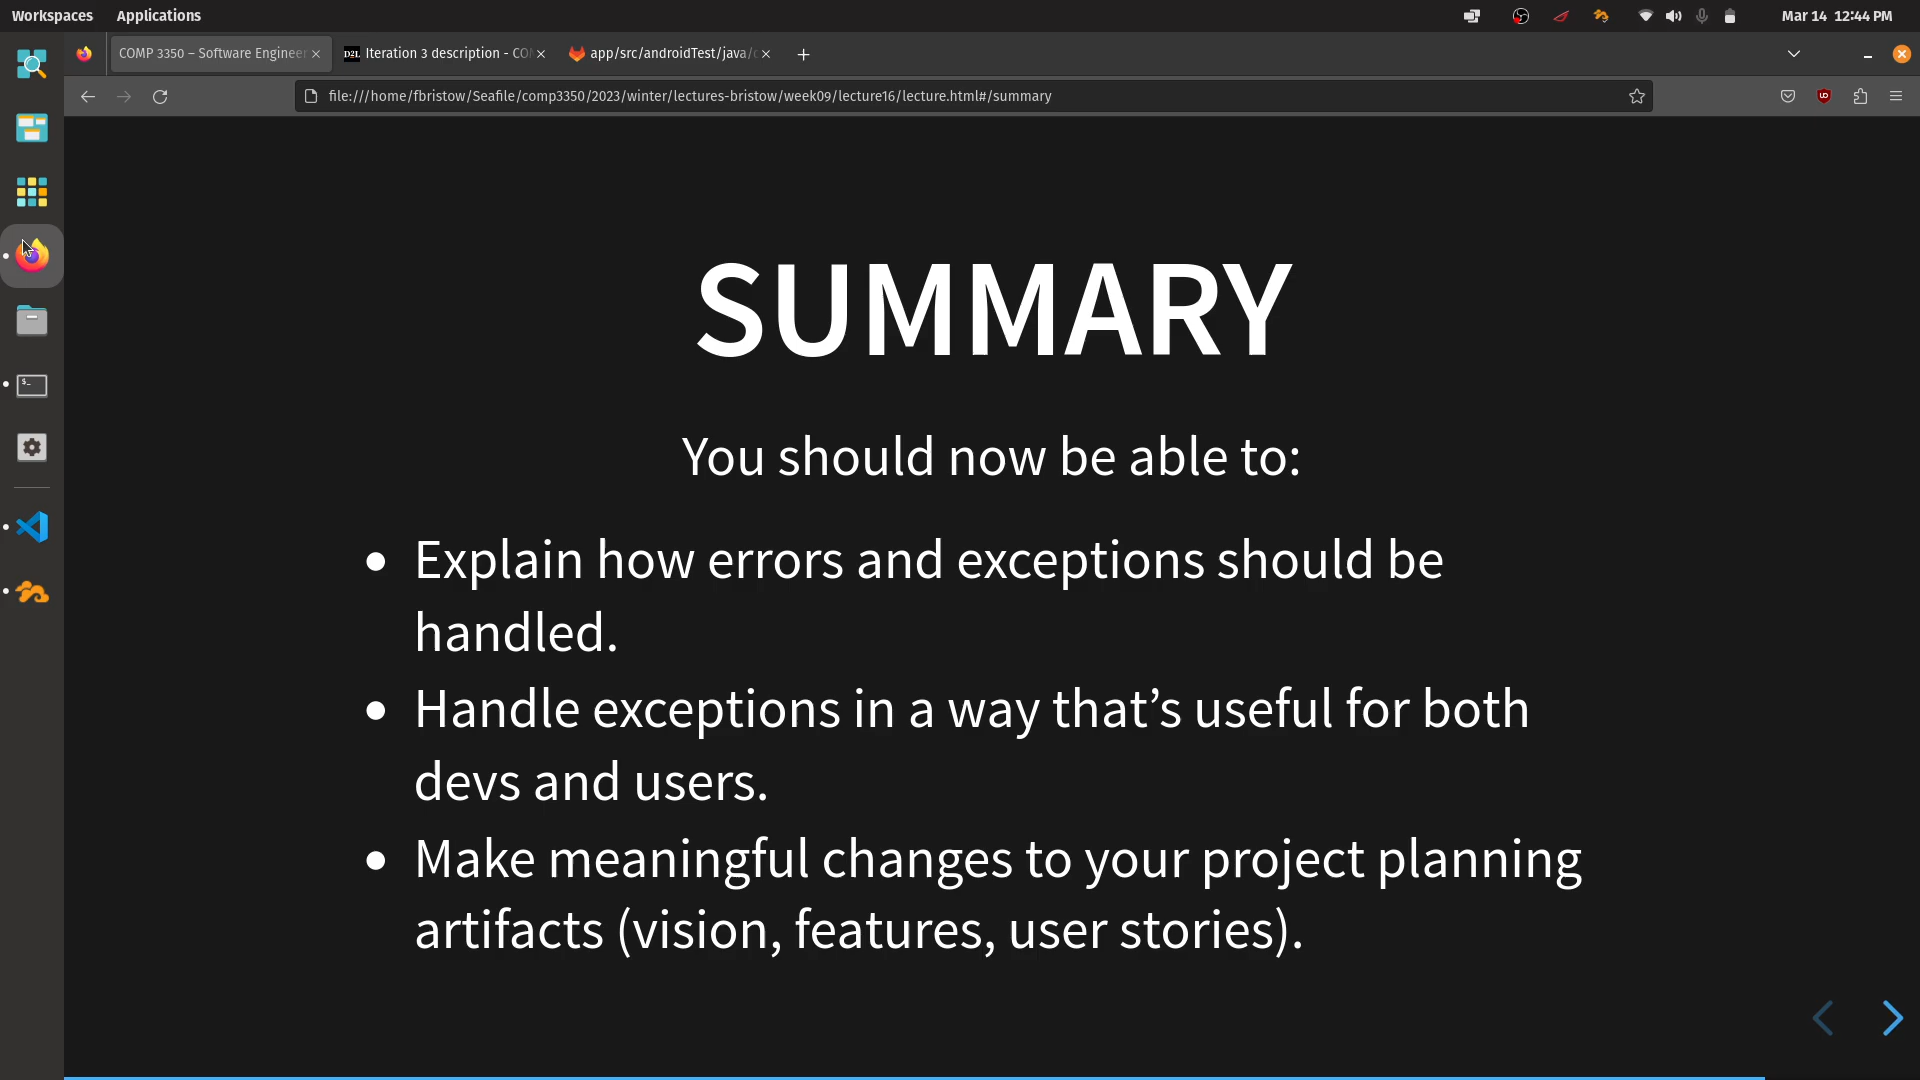 Workspaces Applications Mar 14 12:44 PM
COMP 3350 – Software Engineer Iteration 3 description - CO app/src/androidTest/java/
file:///home/fbristow/Seafile/comp3350/2023/winter/lectures-bristow/week09/lecture16/lecture.html#/summary
SUMMARY
You should now be able to:
• Explain how errors and exceptions should be
handled.
• Handle exceptions in a way that’s useful for both
devs and users.
• Make meaningful changes to your project planning
artifacts (vision, features, user stories).